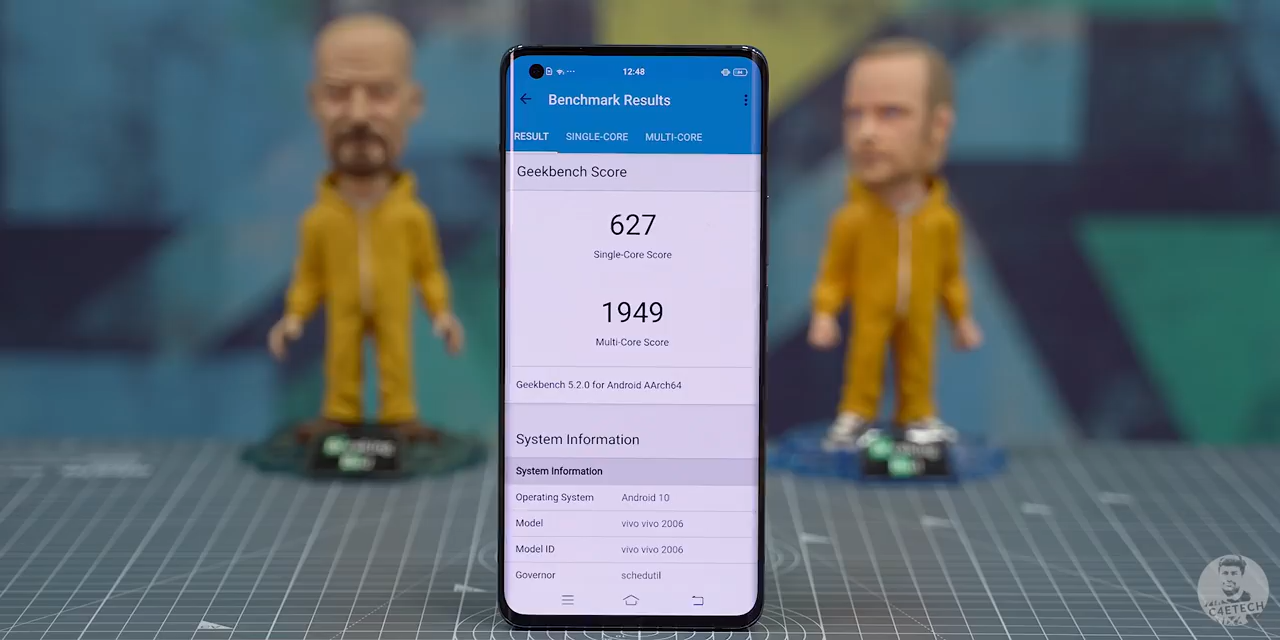 12:48
Benchmark Results
RESULT SINGLE-CORE MULTI-CORE
Geekbench Score
627
Single-Core Score
1949
Multi-Core Score
Geekbench 5.2.0 for Android AArch64
System Information
System Information
Operating System Android 10
Model vivo vivo 2006
Model ID vivo vivo 2006
Governor schedutil
C4ETECH